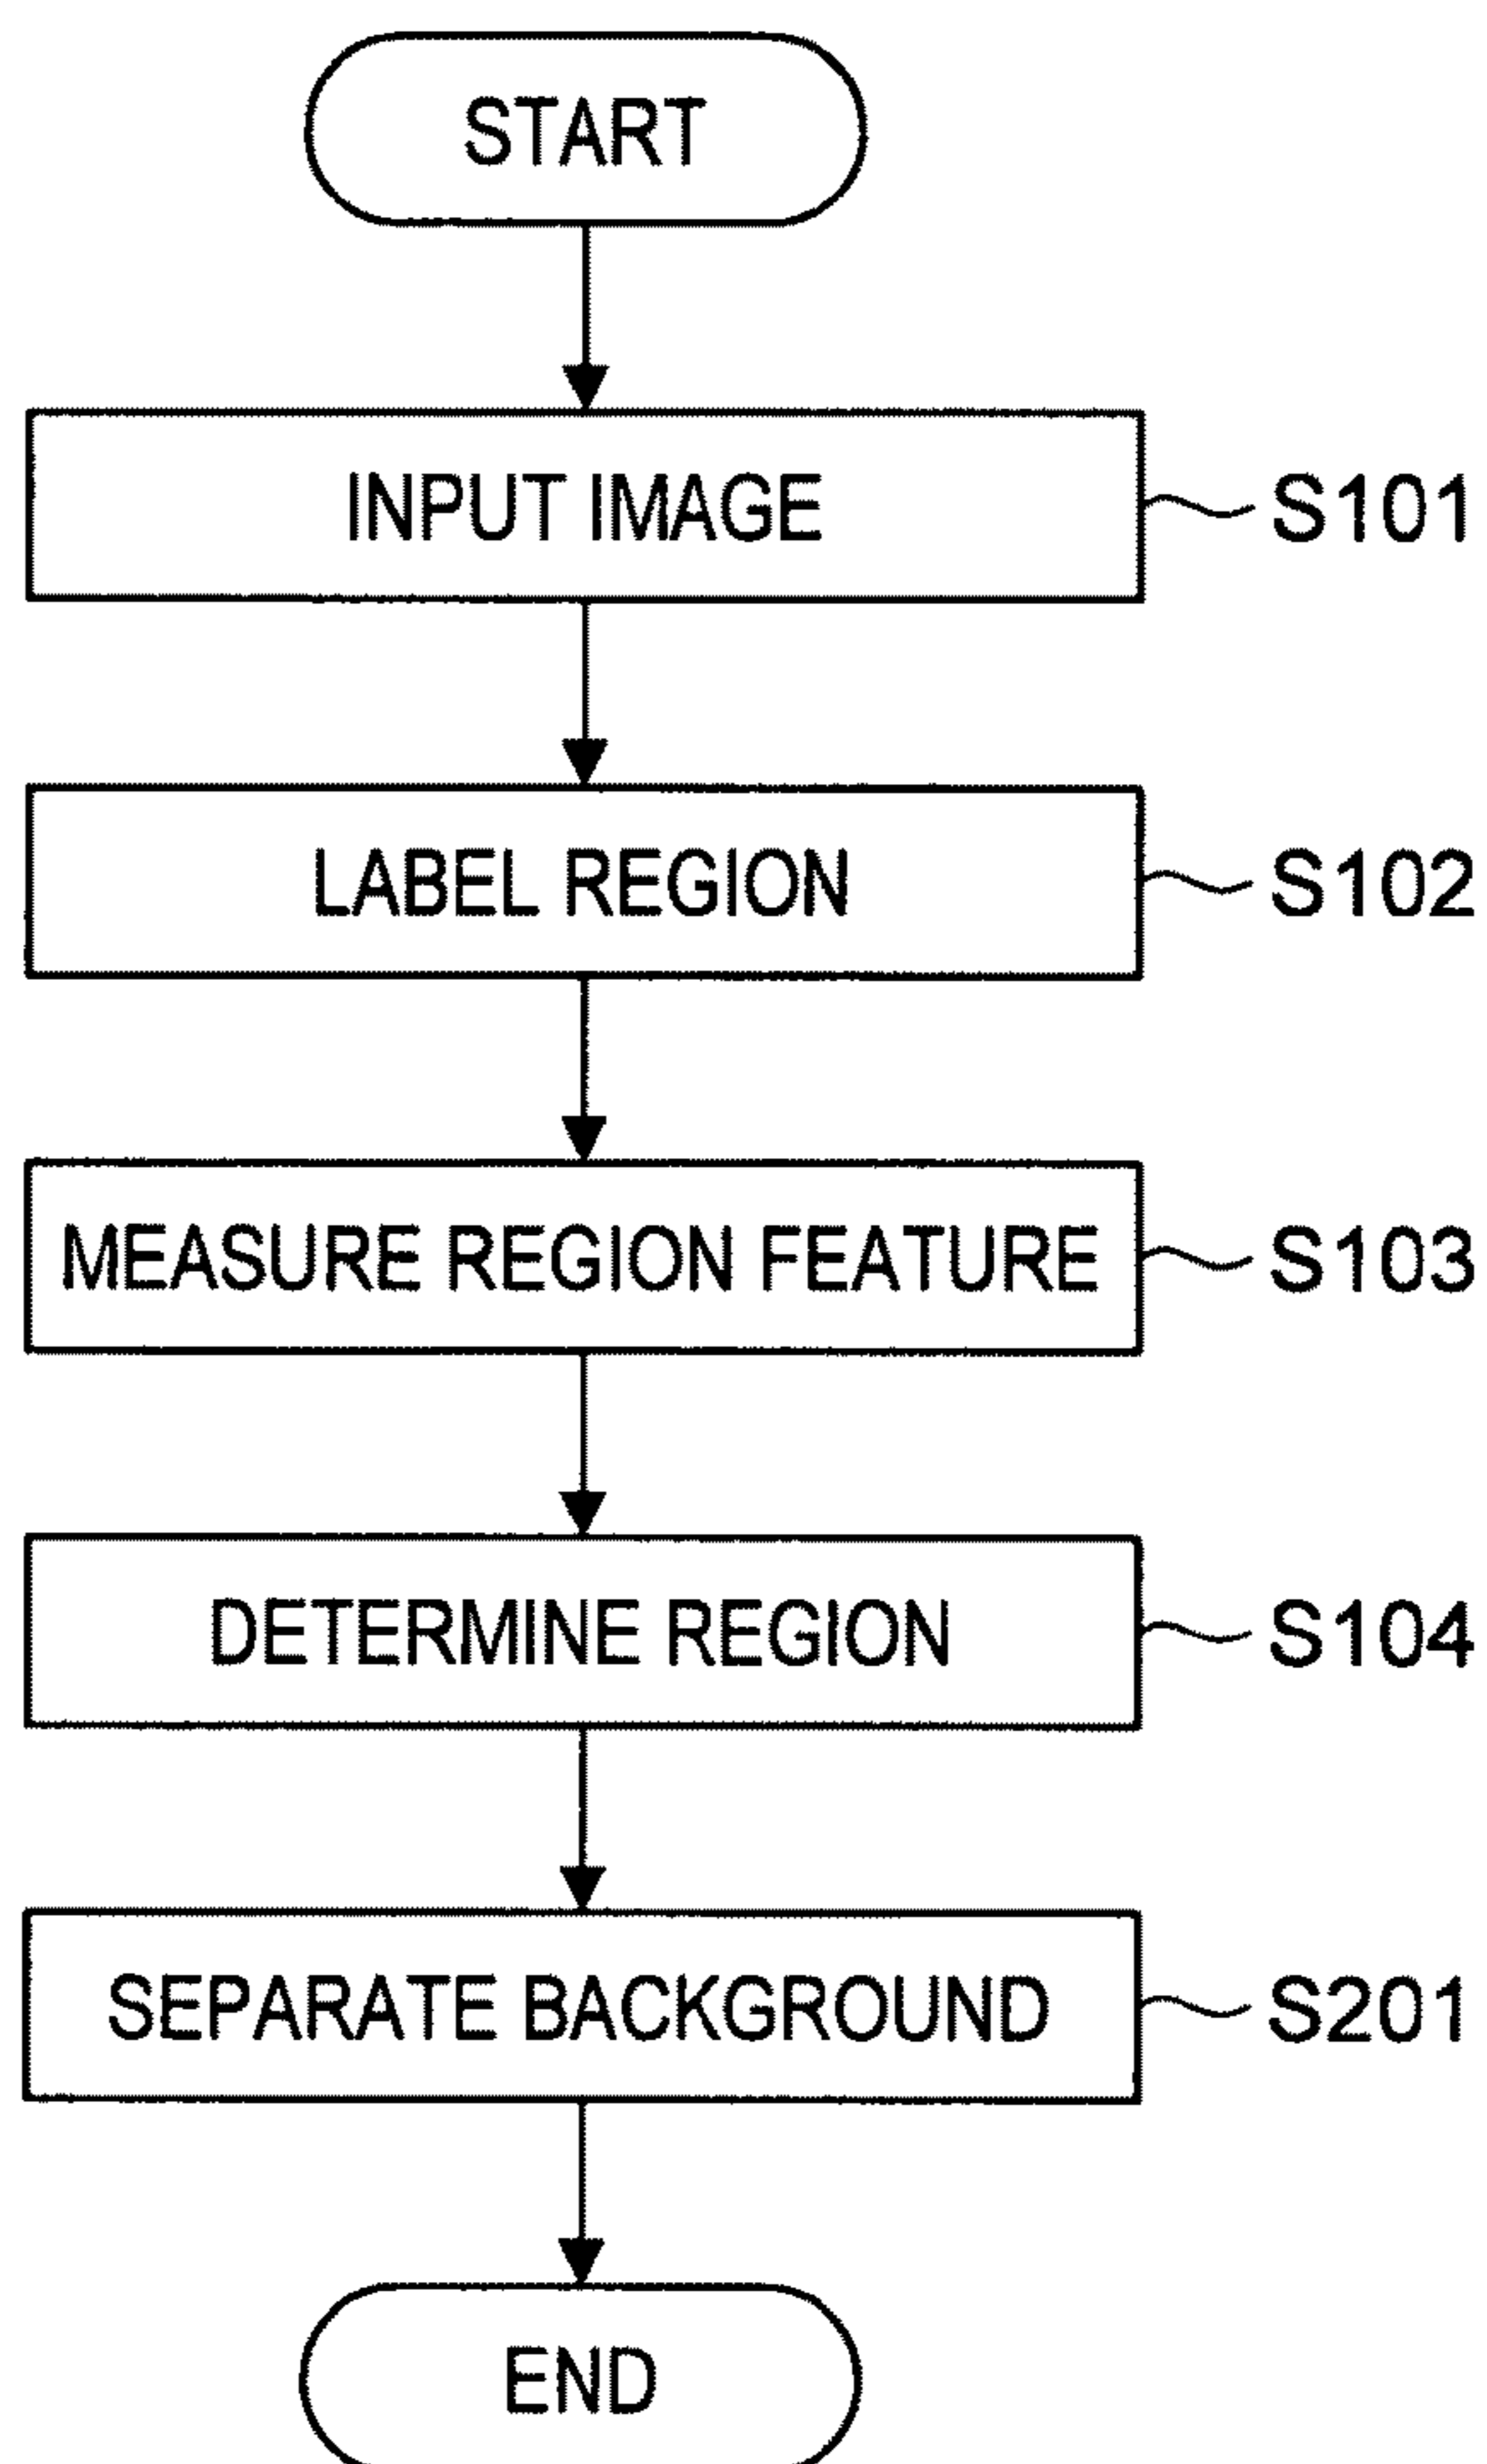 START
INPUT IMAGE S101
LABEL REGION S102
MEASURE REGION FEATURE S103
DETERMINE REGION S104
SEPARATE BACKGROUND S201
END